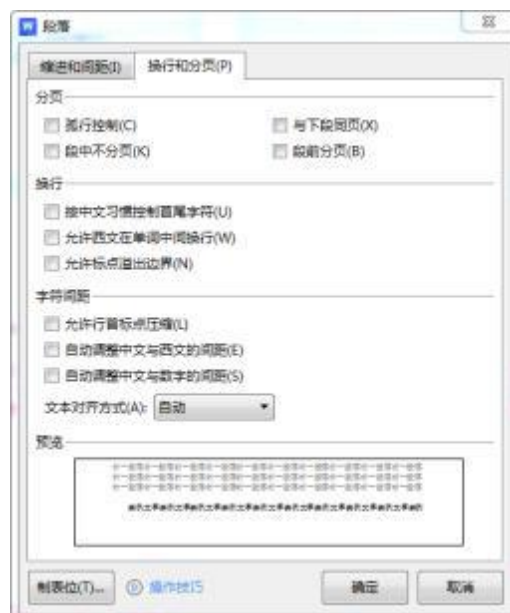 段落
缩进和间距(I) 换行和分页(P)
分页
孤行控制(C) 与下段同页(X)
段中不分页(K) 段前分页(B)
换行
按中文习惯控制首尾字符(U)
允许西文在单词中间换行(W)
允许标点溢出边界(N)
字符间距
允许行首标点压缩(L)
自动调整中文与西文的间距(E)
自动调整中文与数字的间距(S)
文本对齐方式(A): 自动
预览
制表位(T)... 操作技巧 确定 取消